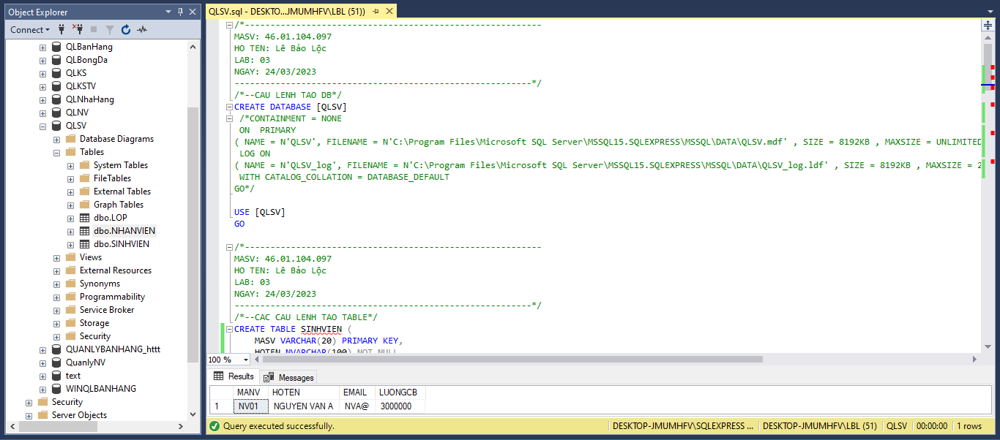 Object Explorer
Connect
QLBanHang
QLBongDa
QLKS
QLKSTV
QLNhaHang
QLNV
QLSV
Database Diagrams
Tables
System Tables
FileTables
External Tables
Graph Tables
dbo.LOP
dbo.NHANVIEN
dbo.SINHVIEN
Views
External Resources
Synonyms
Programmability
Service Broker
Storage
Security
QUANLYBANHANG_httt
QuanlyNV
text
WINQLBANHANG
Security
Server Objects
QLSV.sql - DESKTO...JMUMHFV\LBL (51))
/*----------------------------------------------------------
MASV: 46.01.104.097
HO TEN: Lê Bảo Lộc
LAB: 03
NGAY: 24/03/2023
----------------------------------------------------------*/
/*--CAU LENH TAO DB*/
CREATE DATABASE [QLSV]
/*CONTAINMENT = NONE
ON  PRIMARY
( NAME = N'QLSV', FILENAME = N'C:\Program Files\Microsoft SQL Server\MSSQL15.SQLEXPRESS\MSSQL\DATA\QLSV.mdf' , SIZE = 8192KB , MAXSIZE = UNLIMITED
LOG ON
( NAME = N'QLSV_log', FILENAME = N'C:\Program Files\Microsoft SQL Server\MSSQL15.SQLEXPRESS\MSSQL\DATA\QLSV_log.ldf' , SIZE = 8192KB , MAXSIZE = 2
WITH CATALOG_COLLATION = DATABASE_DEFAULT
GO*/
USE [QLSV]
GO
/*----------------------------------------------------------
MASV: 46.01.104.097
HO TEN: Lê Bảo Lộc
LAB: 03
NGAY: 24/03/2023
----------------------------------------------------------*/
/*--CAC CAU LENH TAO TABLE*/
CREATE TABLE SINHVIEN (
MASV VARCHAR(20) PRIMARY KEY,
HOTEN NVARCHAR(100) NOT NULL
100 %
Results Messages
MANV HOTEN EMAIL LUONGCB
1 NV01 NGUYEN VAN A NVA@ 3000000
Query executed successfully. DESKTOP-JMUMHFV\SQLEXPRESS ... DESKTOP-JMUMHFV\LBL (51) QLSV 00:00:00 1 rows